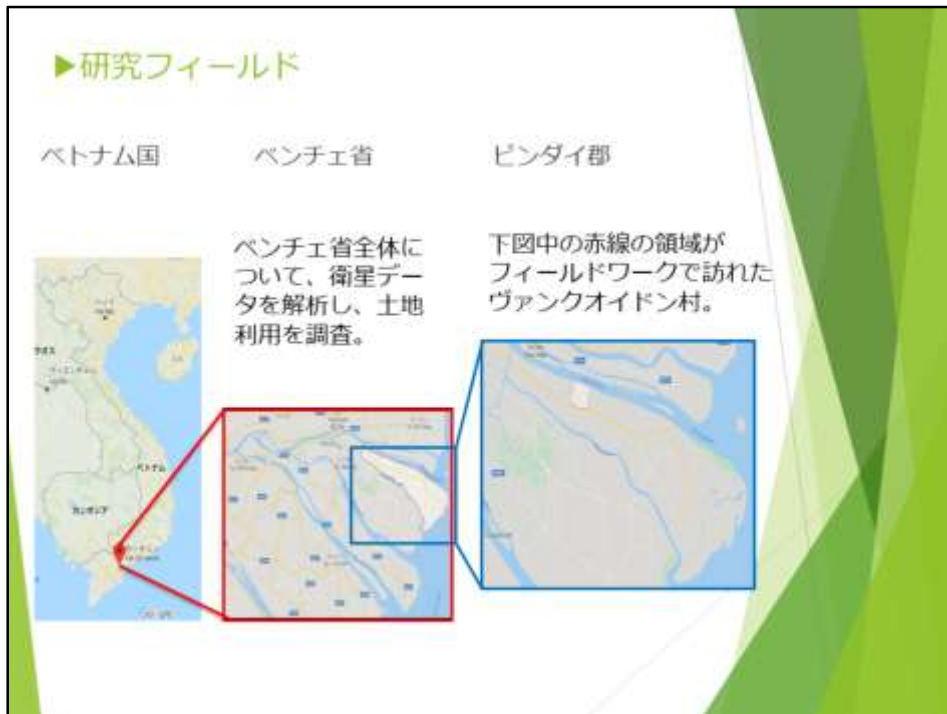 ▶研究フィールド
ベトナム国
ベンチェ省
ビンダイ郡
ベンチェ省全体に
ついて、衛星デー
タを解析し、土地
利用を調査。
下図中の赤線の領域が
フィールドワークで訪れた
ヴァンクオイドン村。
ラオス
ベトナム
カンボジア